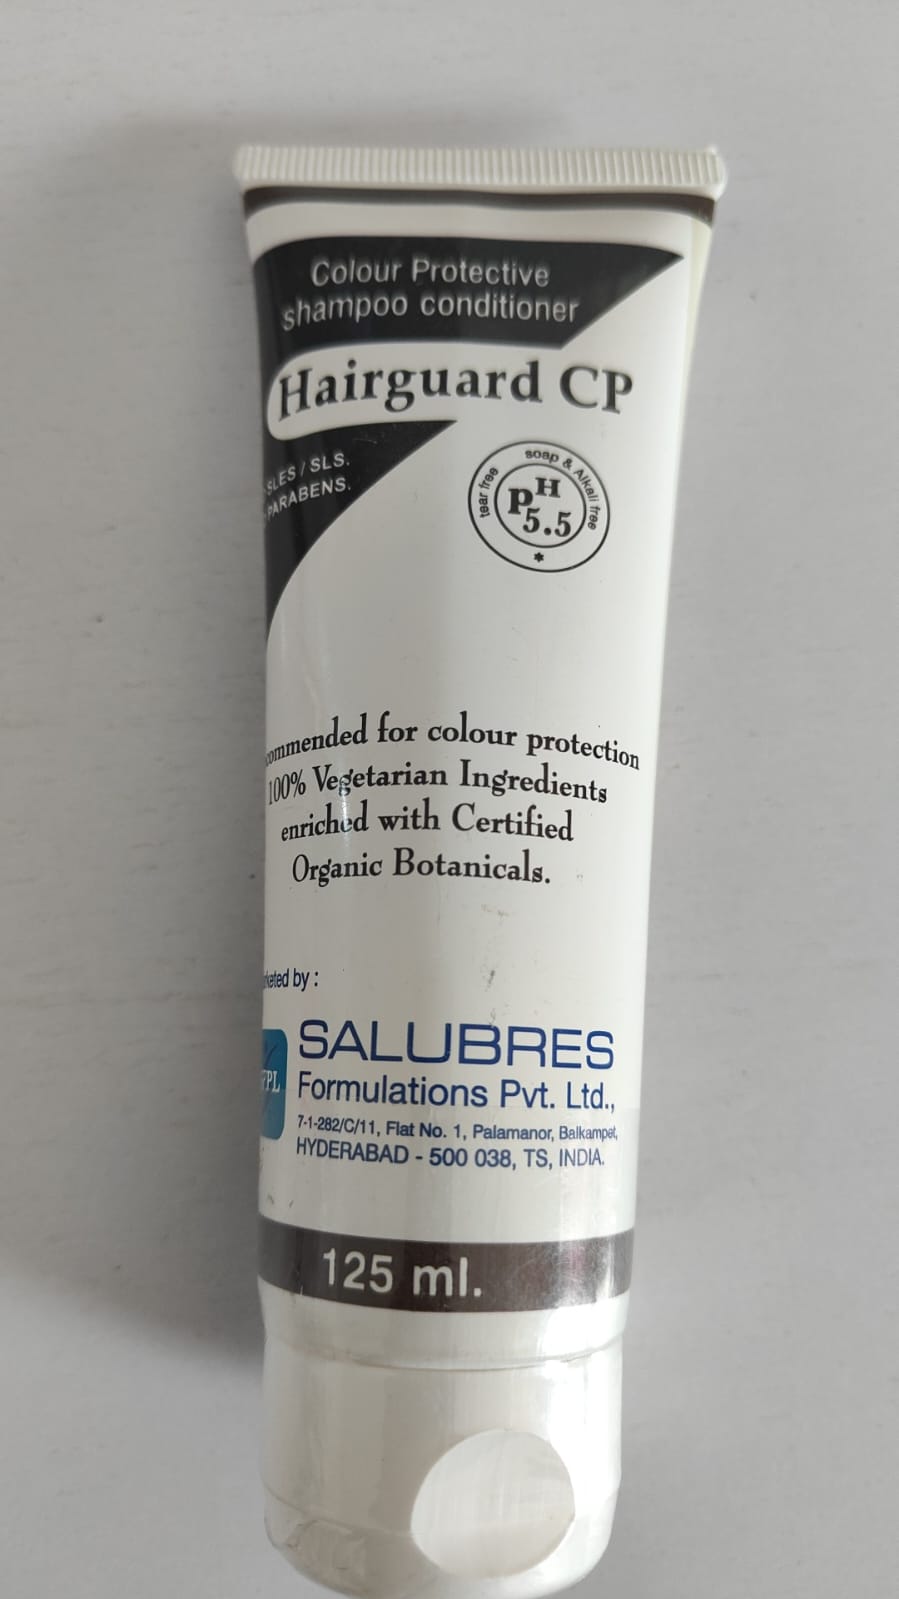 Colour Protective
shampoo conditioner
Hairguard CP
SLES / SLS.
PARABENS.
tear free
soap & Alkali free
pH
5.5
*
commended for colour protection
100% Vegetarian Ingredients
enriched with Certified
Organic Botanicals.
keted by :
FPL
SALUBRES
Formulations Pvt. Ltd.,
7-1-282/C/11, Flat No. 1, Palamanor, Balkampet,
HYDERABAD - 500 038, TS, INDIA.
125 ml.